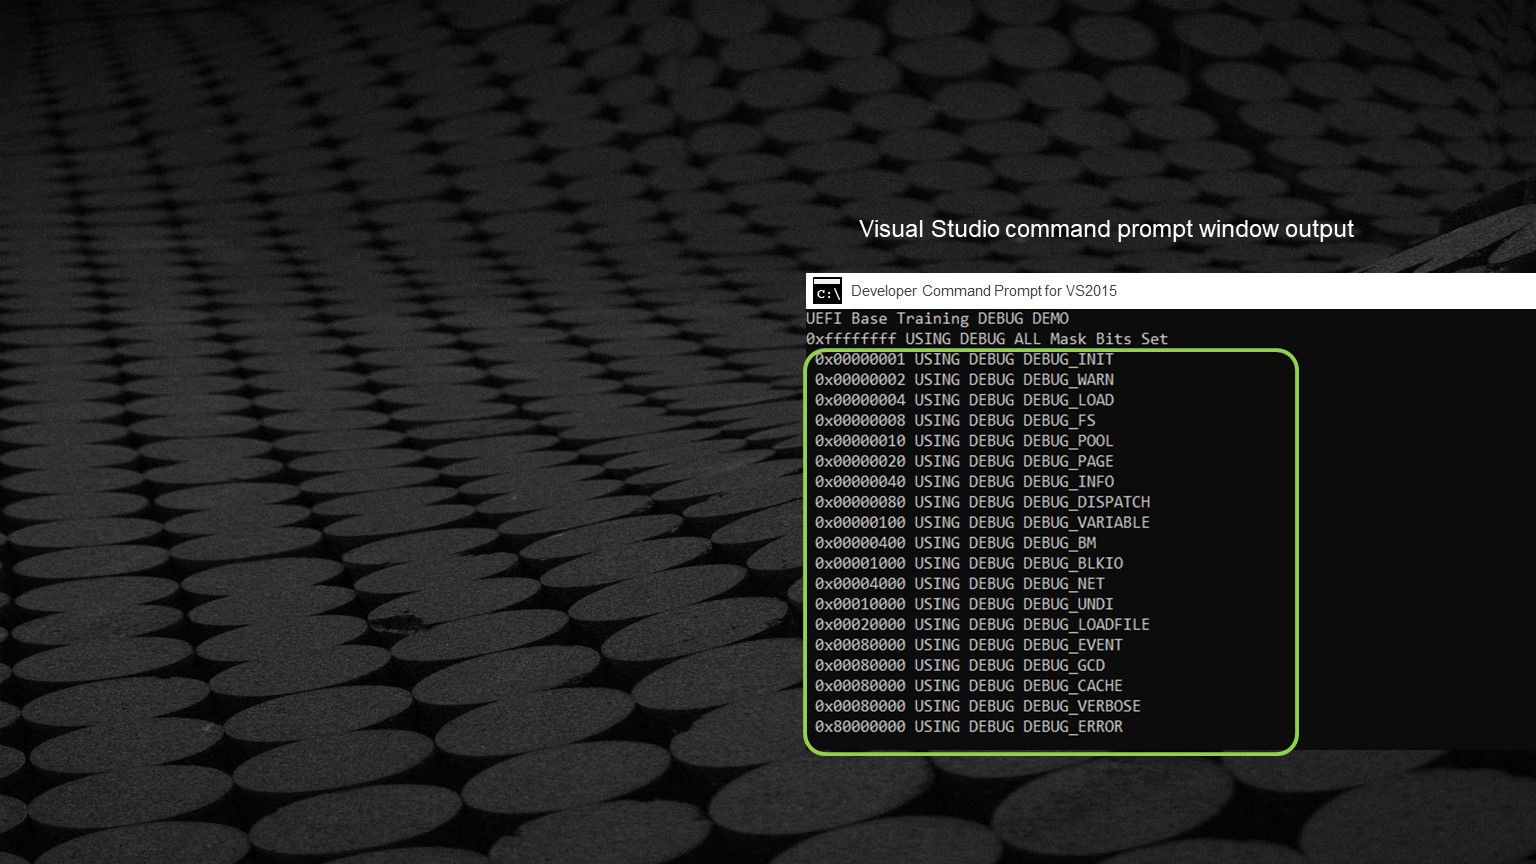 Visual Studio command prompt window output
C:\ Developer Command Prompt for VS2015
UEFI Base Training DEBUG DEMO
0xffffffff USING DEBUG ALL Mask Bits Set
0x00000001 USING DEBUG DEBUG_INIT
0x00000002 USING DEBUG DEBUG_WARN
0x00000004 USING DEBUG DEBUG_LOAD
0x00000008 USING DEBUG DEBUG_FS
0x00000010 USING DEBUG DEBUG_POOL
0x00000020 USING DEBUG DEBUG_PAGE
0x00000040 USING DEBUG DEBUG_INFO
0x00000080 USING DEBUG DEBUG_DISPATCH
0x00000100 USING DEBUG DEBUG_VARIABLE
0x00000400 USING DEBUG DEBUG_BM
0x00001000 USING DEBUG DEBUG_BLKIO
0x00004000 USING DEBUG DEBUG_NET
0x00010000 USING DEBUG DEBUG_UNDI
0x00020000 USING DEBUG DEBUG_LOADFILE
0x00080000 USING DEBUG DEBUG_EVENT
0x00080000 USING DEBUG DEBUG_GCD
0x00080000 USING DEBUG DEBUG_CACHE
0x00080000 USING DEBUG DEBUG_VERBOSE
0x80000000 USING DEBUG DEBUG_ERROR